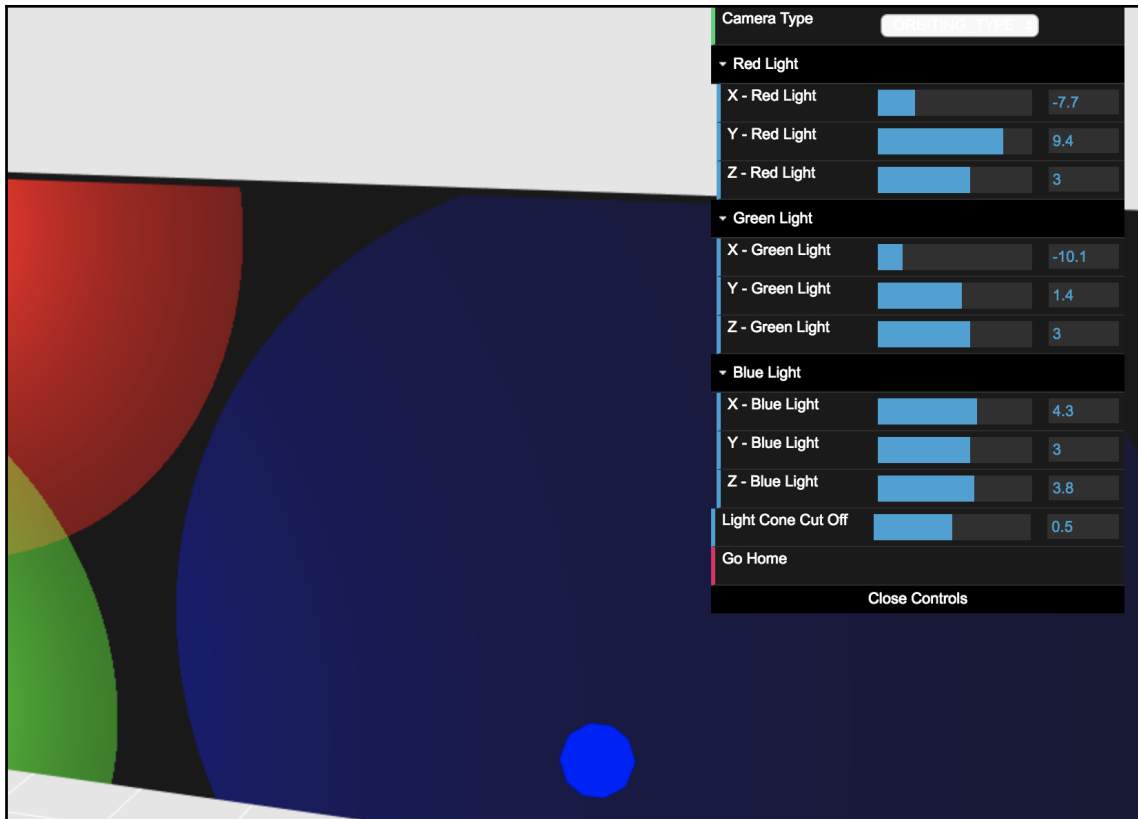 Camera Type
ORBITING_TYPE
Red Light
X - Red Light -7.7
Y - Red Light 9.4
Z - Red Light 3
Green Light
X - Green Light -10.1
Y - Green Light 1.4
Z - Green Light 3
Blue Light
X - Blue Light 4.3
Y - Blue Light 3
Z - Blue Light 3.8
Light Cone Cut Off 0.5
Go Home
Close Controls